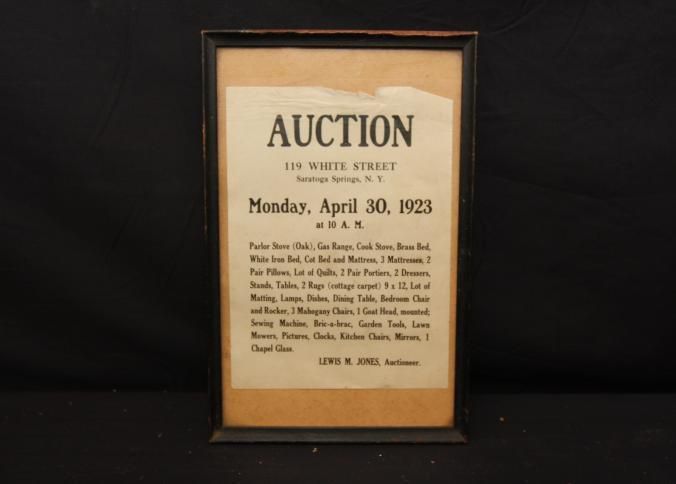 AUCTION
119 WHITE STREET
Saratoga Springs, N. Y.
Monday, April 30, 1923
at 10 A. M.
Parlor Stove (Oak), Gas Range, Cook Stove, Brass Bed,
White Iron Bed, Cot Bed and Mattress, 3 Mattresses, 2
Pair Pillows, Lot of Quilts, 2 Pair Portiers, 2 Dressers,
Stands, Tables, 2 Rugs (cottage carpet) 9 x 12, Lot of
Matting, Lamps, Dishes, Dining Table, Bedroom Chair
and Rocker, 3 Mahogany Chairs, 1 Goat Head, mounted;
Sewing Machine, Bric-a-brac, Garden Tools, Lawn
Mowers, Pictures, Clocks, Kitchen Chairs, Mirrors, 1
Chapel Glass.
LEWIS M. JONES, Auctioneer.